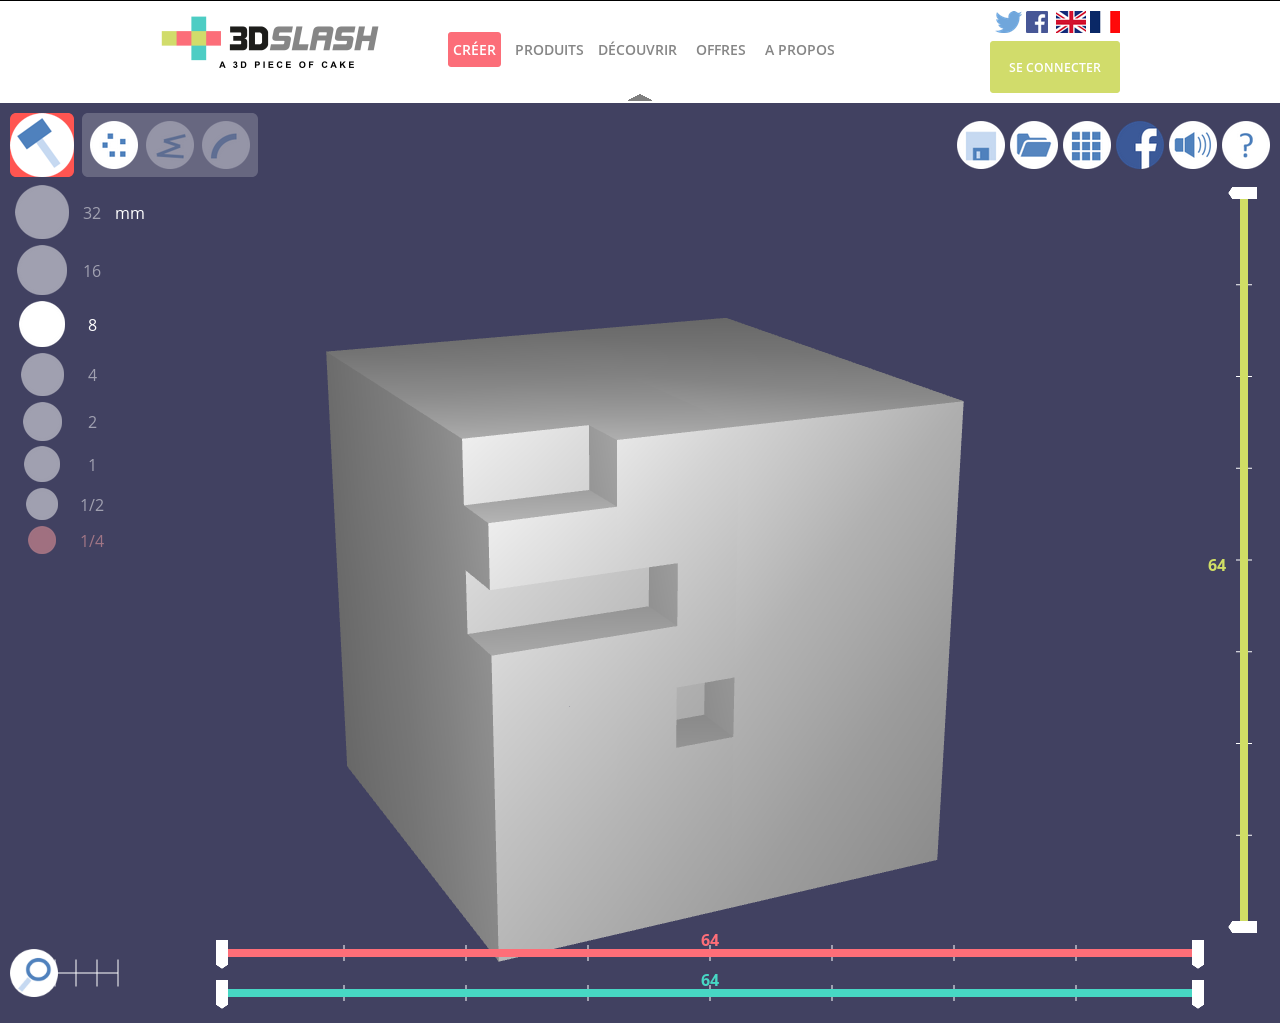 3DSLASH
A 3D PIECE OF CAKE
CRÉER PRODUITS DÉCOUVRIR OFFRES A PROPOS
SE CONNECTER
?
32 mm
16
8
4
2
1
1/2
1/4
64
64
64